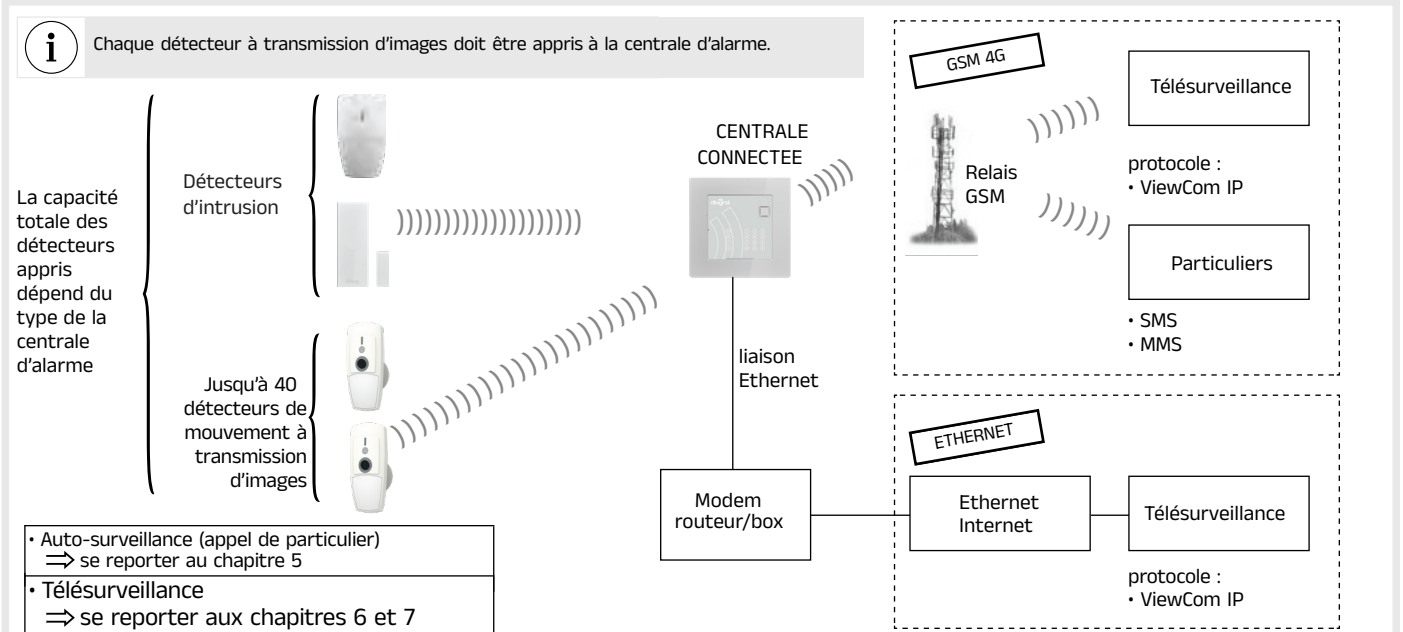 i
Chaque détecteur à transmission d'images doit être appris à la centrale d'alarme.
La capacité
totale des
détecteurs
appris
dépend du
type de la
centrale
d'alarme
Détecteurs
d'intrusion
Jusqu'à 40
détecteurs de
mouvement à
transmission
d'images
CENTRALE
CONNECTEE
diagral
liaison
Ethernet
Modem
routeur/box
GSM 4G
Relais
GSM
Télésurveillance
protocole :
• ViewCom IP
Particuliers
• SMS
• MMS
ETHERNET
Ethernet
Internet
Télésurveillance
protocole :
• ViewCom IP
• Auto-surveillance (appel de particulier)
⇒ se reporter au chapitre 5
• Télésurveillance
⇒ se reporter aux chapitres 6 et 7